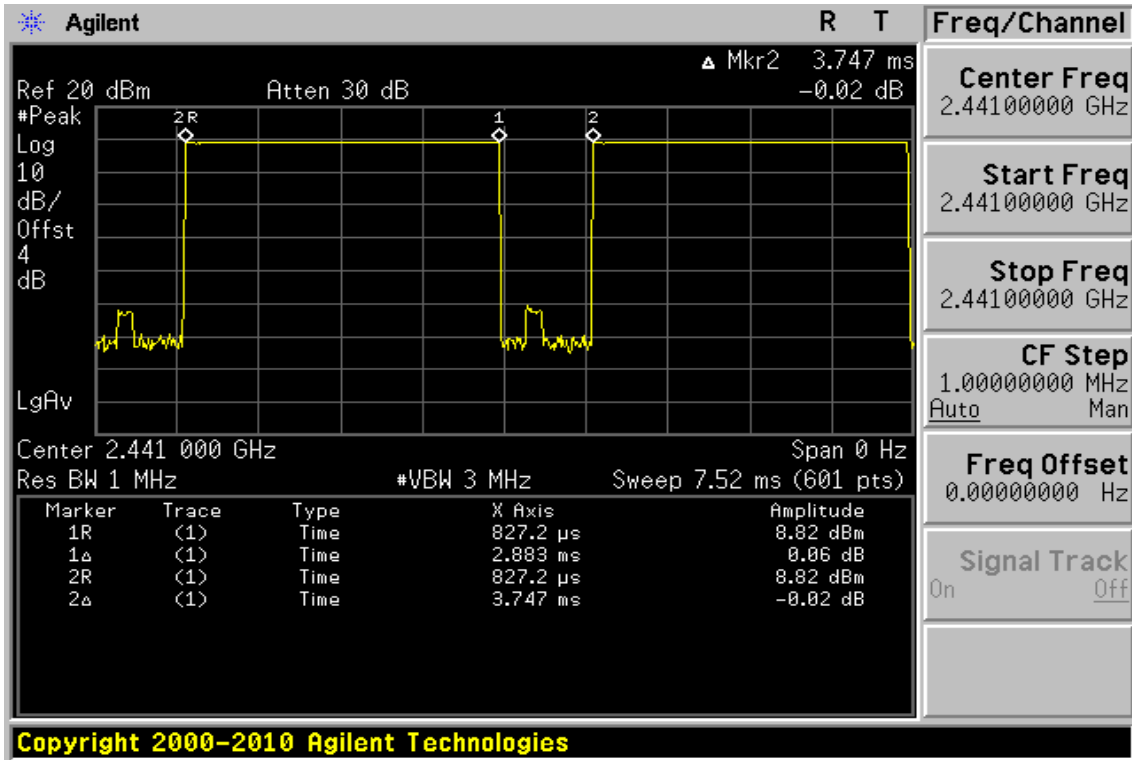 Agilent R T
Δ Mkr2 3.747 ms
Ref 20 dBm Atten 30 dB -0.02 dB
#Peak
Log
10
dB/
Offst
4
dB
LgAv
2R 1 2
Center 2.441 000 GHz Span 0 Hz
Res BW 1 MHz #VBW 3 MHz Sweep 7.52 ms (601 pts)
Marker Trace Type X Axis Amplitude
1R (1) Time 827.2 µs 8.82 dBm
1Δ (1) Time 2.883 ms 0.06 dB
2R (1) Time 827.2 µs 8.82 dBm
2Δ (1) Time 3.747 ms -0.02 dB
Freq/Channel
Center Freq
2.44100000 GHz
Start Freq
2.44100000 GHz
Stop Freq
2.44100000 GHz
CF Step
1.00000000 MHz
Auto Man
Freq Offset
0.00000000 Hz
Signal Track
On Off
Copyright 2000-2010 Agilent Technologies